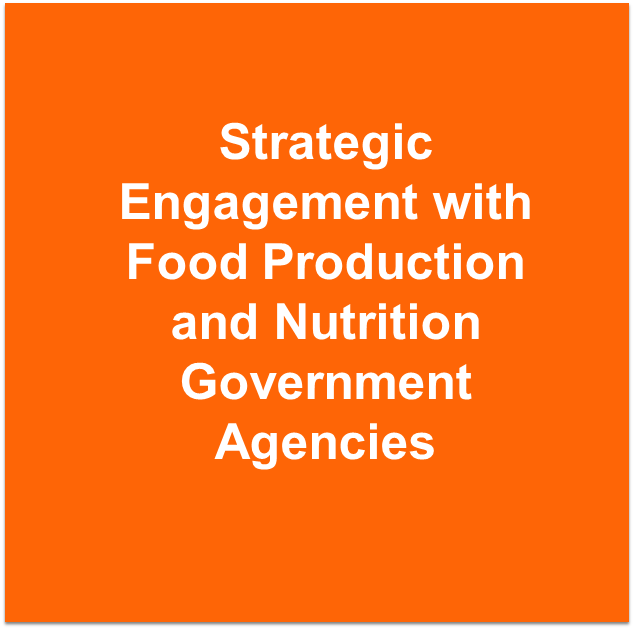 Strategic
Engagement with
Food Production
and Nutrition
Government
Agencies